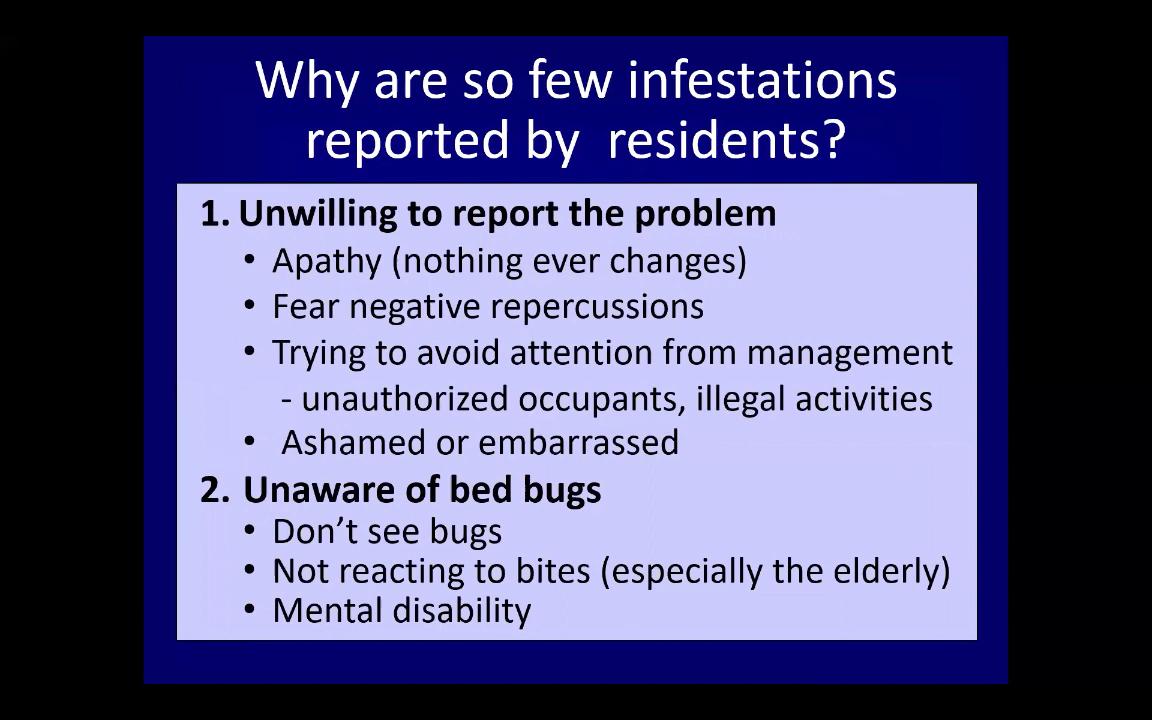 Why are so few infestations
reported by  residents?
1. Unwilling to report the problem
• Apathy (nothing ever changes)
• Fear negative repercussions
• Trying to avoid attention from management
- unauthorized occupants, illegal activities
• Ashamed or embarrassed
2. Unaware of bed bugs
• Don’t see bugs
• Not reacting to bites (especially the elderly)
• Mental disability